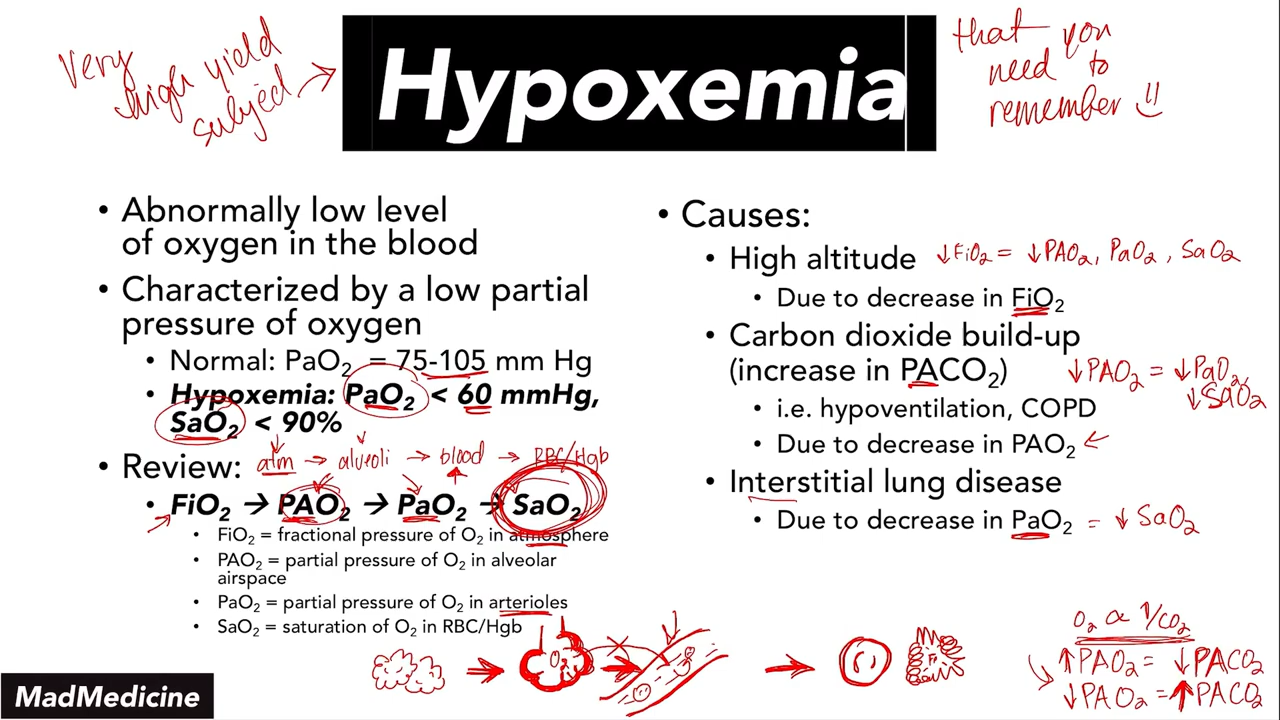 Very
high yield
subject →
Hypoxemia
that you
need to
remember
• Abnormally low level
of oxygen in the blood
• Characterized by a low partial
pressure of oxygen
• Normal: PaO₂ = 75-105 mm Hg
• Hypoxemia: PaO₂ < 60 mmHg,
SaO₂ < 90%
• Review:
atm → alveoli → blood → RBC/Hgb
• FiO₂ → PAO₂ → PaO₂ → SaO₂
• FiO₂ = fractional pressure of O₂ in atmosphere
• PAO₂ = partial pressure of O₂ in alveolar
airspace
• PaO₂ = partial pressure of O₂ in arterioles
• SaO₂ = saturation of O₂ in RBC/Hgb
• Causes:
• High altitude ↓FiO₂ = ↓PAO₂, PaO₂, SaO₂
• Due to decrease in FiO₂
• Carbon dioxide build-up
(increase in PACO₂) ↓PAO₂ = ↓PaO₂,
↓SaO₂
• i.e. hypoventilation, COPD
• Due to decrease in PAO₂ ←
• Interstitial lung disease
• Due to decrease in PaO₂ = ↓ SaO₂
O₂ α 1/CO₂
↑PAO₂ = ↓PACO₂
↓PAO₂ = ↑PACO₂
O₂
MadMedicine